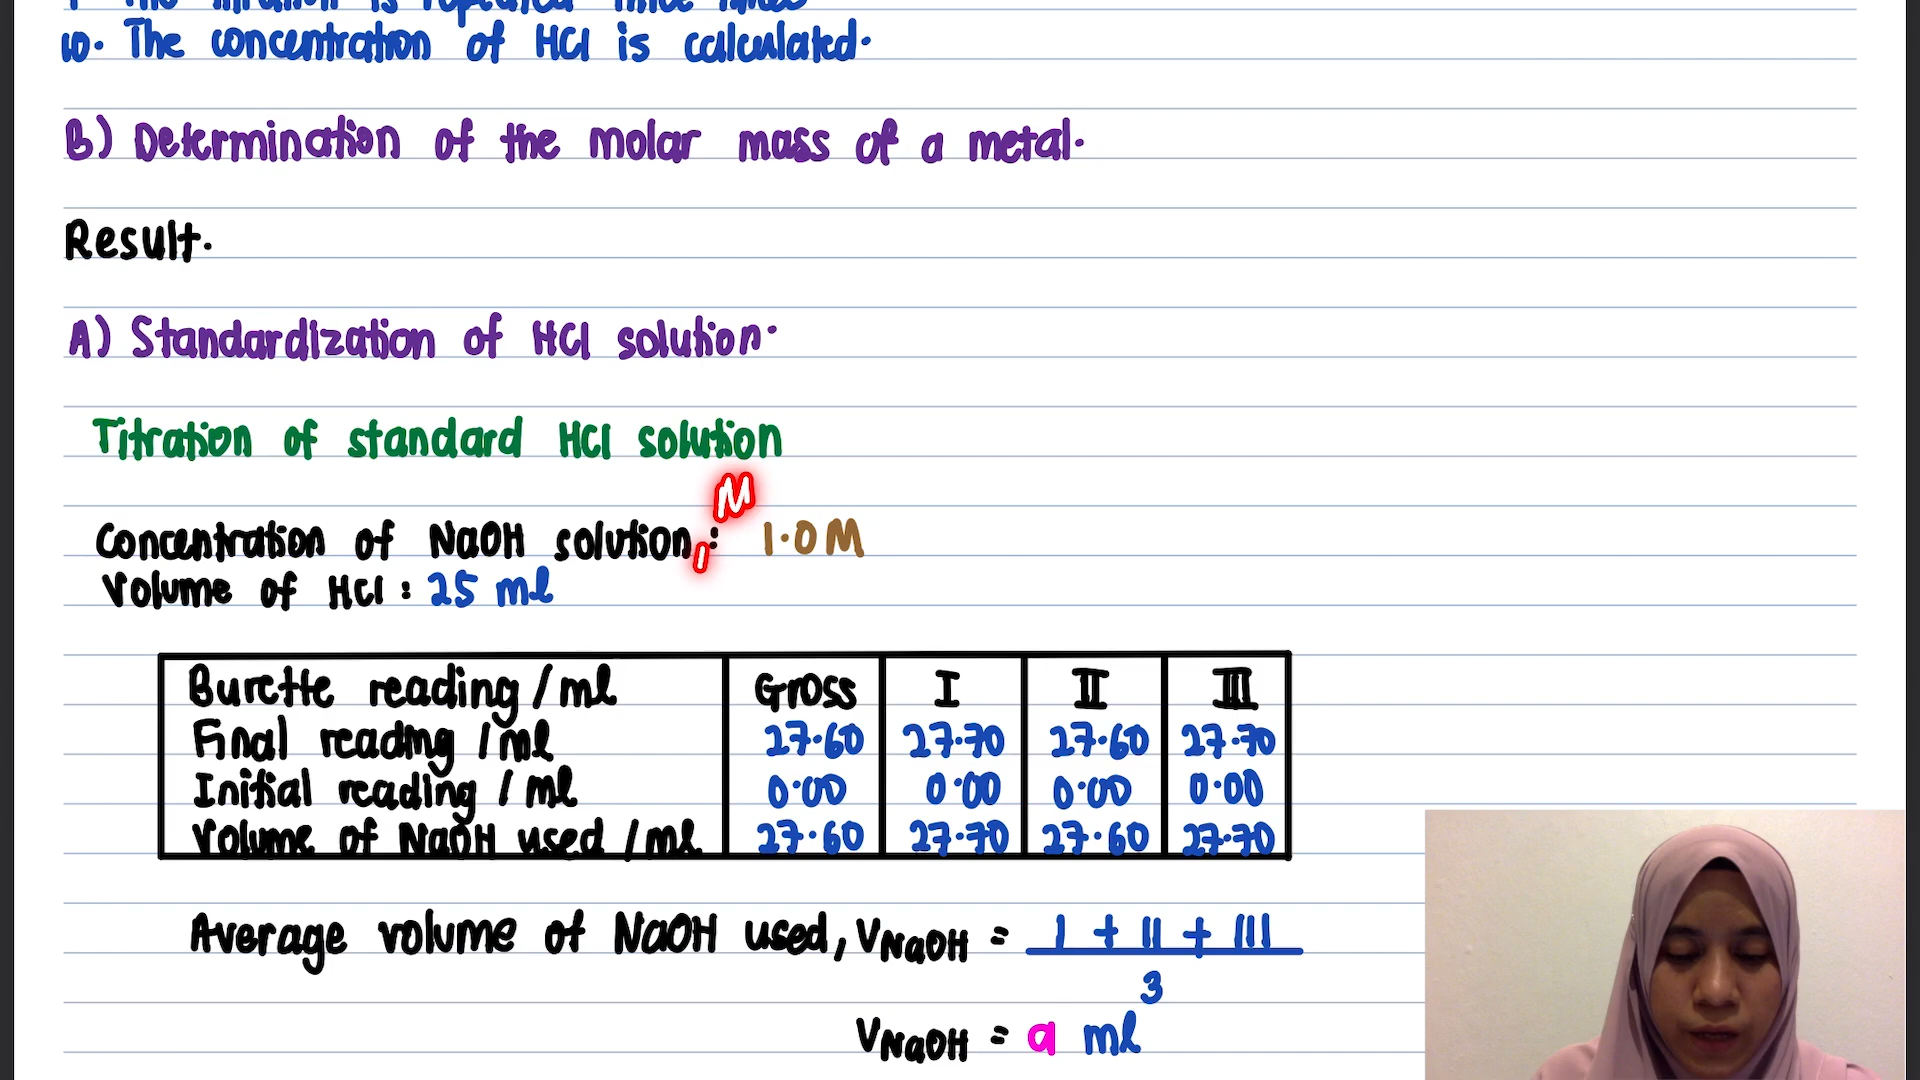 10. The concentration of HCl is calculated.
B) Determination of the molar mass of a metal.
Result.
A) Standardization of HCl solution.
Titration of standard HCl solution
M
Concentration of NaOH solution, : 1.0 M
Volume of HCl : 25 ml
Burette reading / ml Gross I II III
Final reading / ml 27.60 27.70 27.60 27.70
Initial reading / ml 0.00 0.00 0.00 0.00
Volume of NaOH used / ml 27.60 27.70 27.60 27.70
Average volume of NaOH used, VNaOH = I + II + III
3
VNaOH = a ml